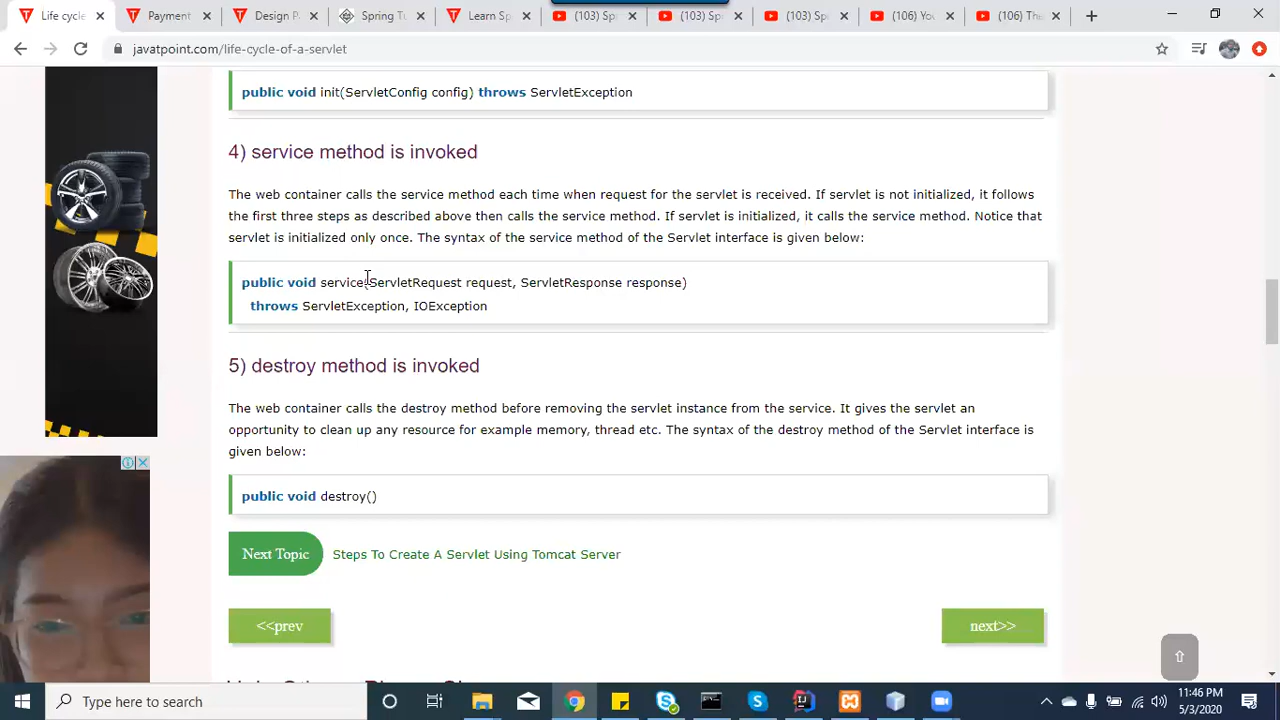 Life cycle
Payment
Design P
Spring Tu
Learn Sp
(103) Sp
(103) Sp
(103) Sp
(106) Yo
(106) Thi
javatpoint.com/life-cycle-of-a-servlet
public void init(ServletConfig config) throws ServletException
4) service method is invoked
The web container calls the service method each time when request for the servlet is received. If servlet is not initialized, it follows
the first three steps as described above then calls the service method. If servlet is initialized, it calls the service method. Notice that
servlet is initialized only once. The syntax of the service method of the Servlet interface is given below:
public void service(ServletRequest request, ServletResponse response)
throws ServletException, IOException
5) destroy method is invoked
The web container calls the destroy method before removing the servlet instance from the service. It gives the servlet an
opportunity to clean up any resource for example memory, thread etc. The syntax of the destroy method of the Servlet interface is
given below:
public void destroy()
Next Topic Steps To Create A Servlet Using Tomcat Server
<<prev
next>>
Type here to search
11:46 PM
5/3/2020